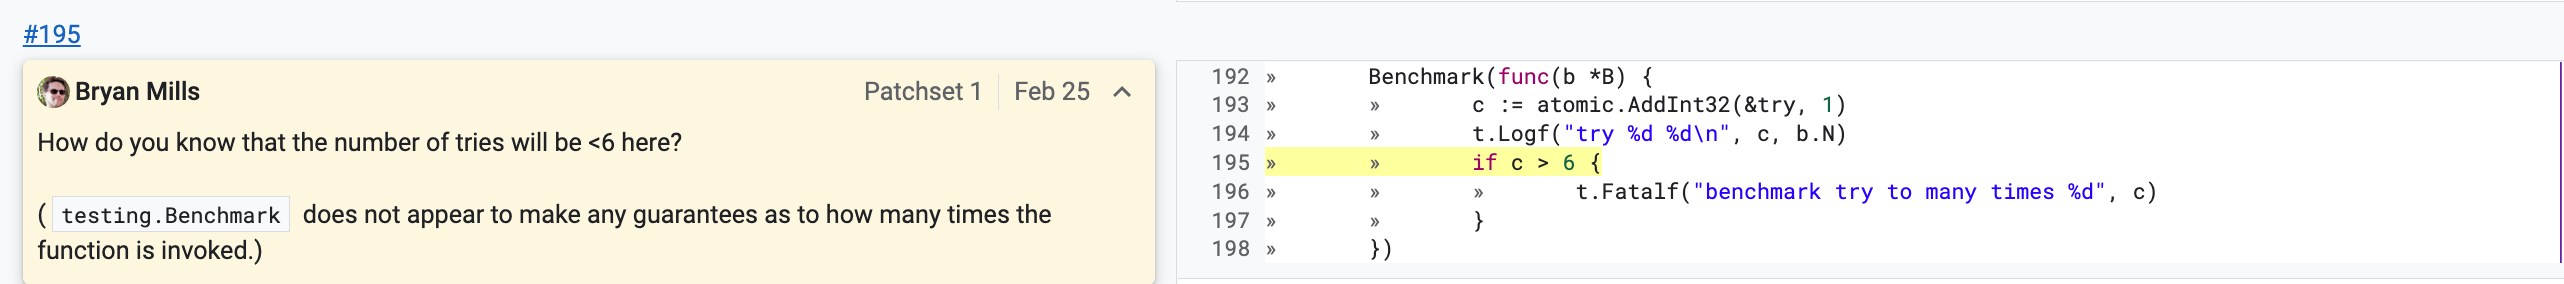 #195
Bryan Mills Patchset 1 Feb 25
How do you know that the number of tries will be <6 here?
( testing.Benchmark does not appear to make any guarantees as to how many times the
function is invoked.)
192 » Benchmark(func(b *B) {
193 » » c := atomic.AddInt32(&try, 1)
194 » » t.Logf("try %d %d\n", c, b.N)
195 » » if c > 6 {
196 » » » t.Fatalf("benchmark try to many times %d", c)
197 » » }
198 » })